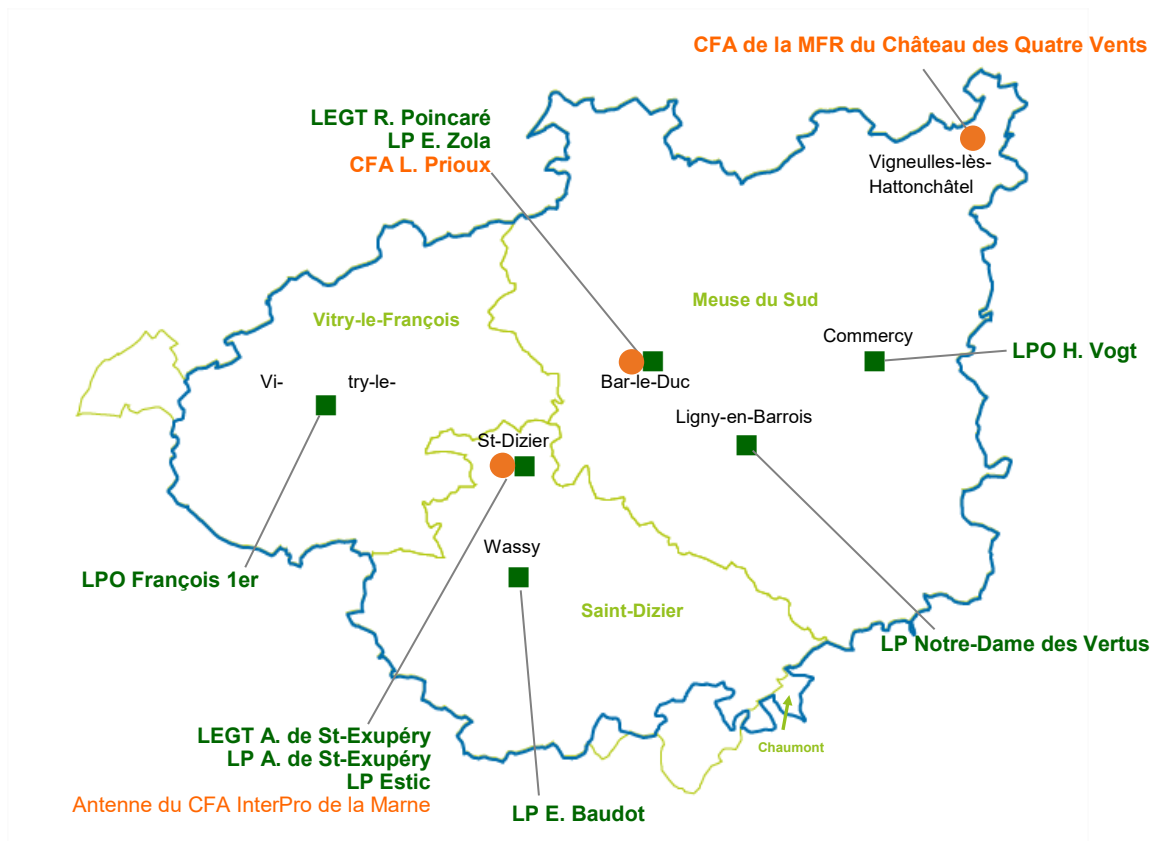 CFA de la MFR du Château des Quatre Vents
LEGT R. Poincaré
LP E. Zola
CFA L. Prioux
Vigneulles-lès-
Hattonchâtel
Meuse du Sud
Vitry-le-François
Commercy
LPO H. Vogt
Vi- try-le-
Bar-le-Duc
Ligny-en-Barrois
St-Dizier
Wassy
LPO François 1er
Saint-Dizier
LP Notre-Dame des Vertus
LEGT A. de St-Exupéry
LP A. de St-Exupéry
LP Estic
Antenne du CFA InterPro de la Marne
Chaumont
LP E. Baudot